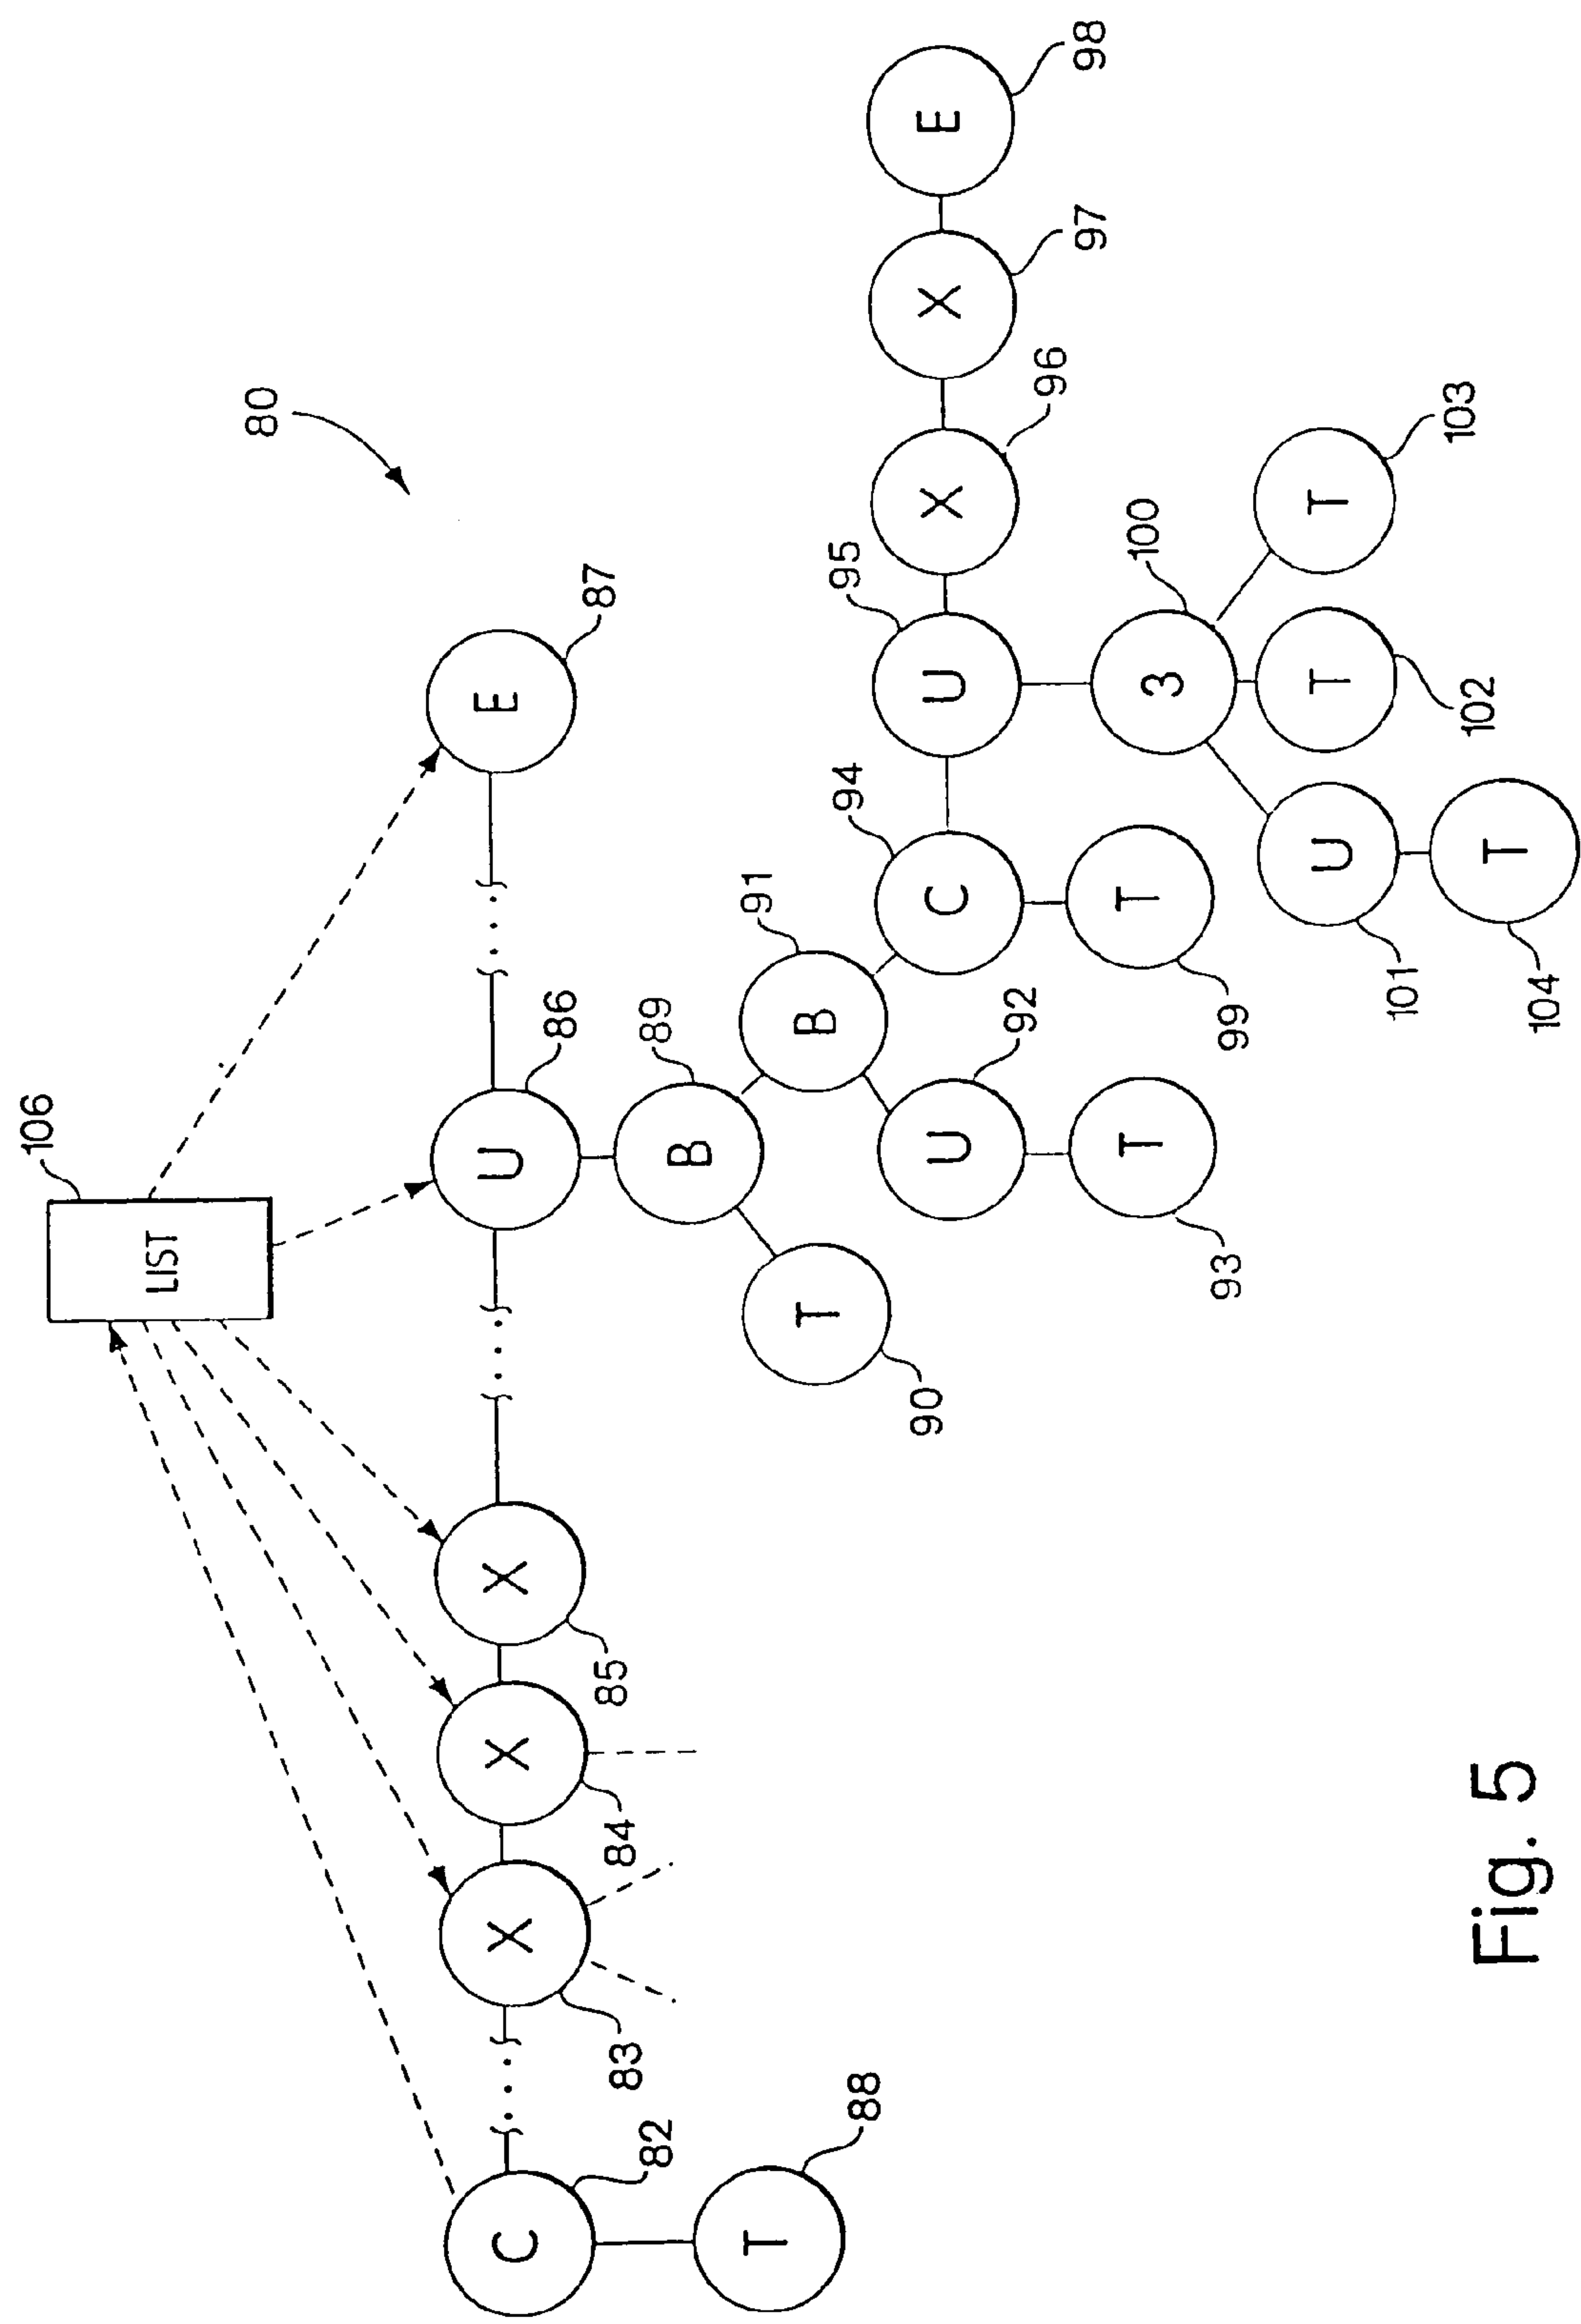 106
LIST
80
C ... X X X ... U ... E
82 83 84 85 86 87
89
T B
88
91
T B
95
94
90 U C U X X E
92 96 97 98
T T 3 100
93 99
U T T
101 102 103
T
104
Fig. 5